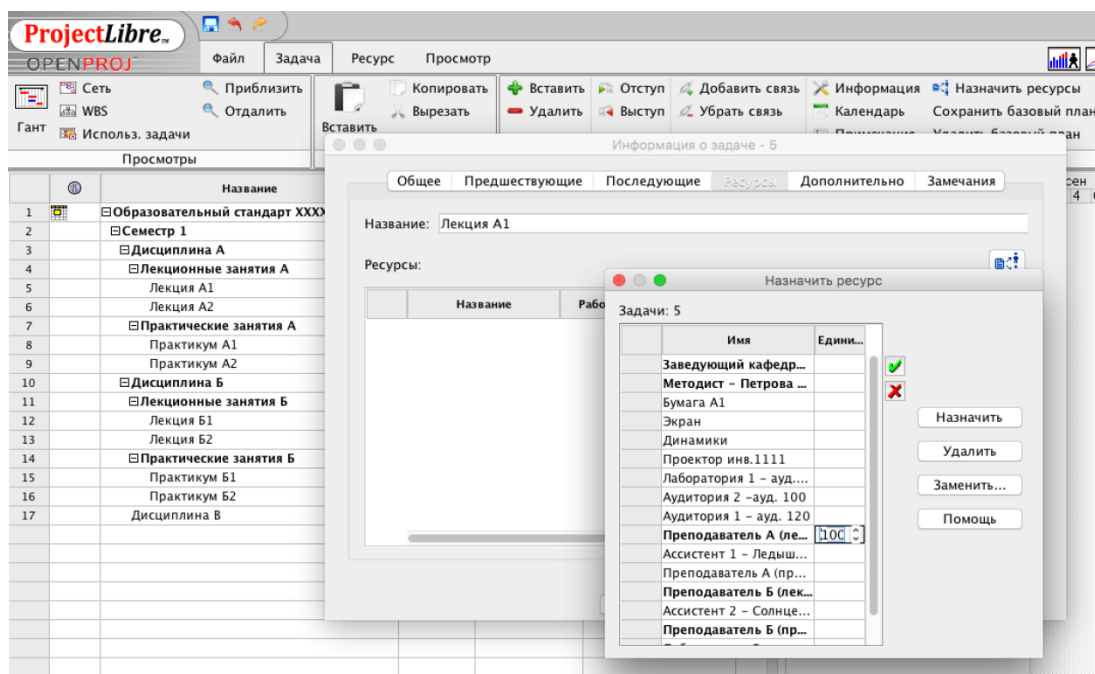 ProjectLibre™
OPENPROJ
Файл Задача Ресурс Просмотр
Сеть Приблизить Копировать Вставить Отступ Добавить связь Информация Назначить ресурсы
WBS Отдалить Вырезать Удалить Выступ Убрать связь Календарь Сохранить базовый план
Гант Использ. задачи Вставить Примечание Удалить базовый план
Просмотры
Информация о задаче - 5
Общее Предшествующие Последующие Ресурсы Дополнительно Замечания
Название: Лекция А1
Ресурсы:
Название
сен
4
Название
1 Образовательный стандарт XXXX
2 Семестр 1
3 Дисциплина А
4 Лекционные занятия А
5 Лекция А1
6 Лекция А2
7 Практические занятия А
8 Практикум А1
9 Практикум А2
10 Дисциплина Б
11 Лекционные занятия Б
12 Лекция Б1
13 Лекция Б2
14 Практические занятия Б
15 Практикум Б1
16 Практикум Б2
17 Дисциплина В
Назначить ресурс
Задачи: 5
Имя Едини...
Заведующий кафедр...
Методист - Петрова ...
Бумага А1
Экран
Динамики
Проектор инв.1111
Лаборатория 1 - ауд....
Аудитория 2 -ауд. 100
Аудитория 1 - ауд. 120
Преподаватель А (ле... 100
Ассистент 1 - Ледыш...
Преподаватель А (пр...
Преподаватель Б (лек...
Ассистент 2 - Солнце...
Преподаватель Б (пр...
Назначить
Удалить
Заменить...
Помощь